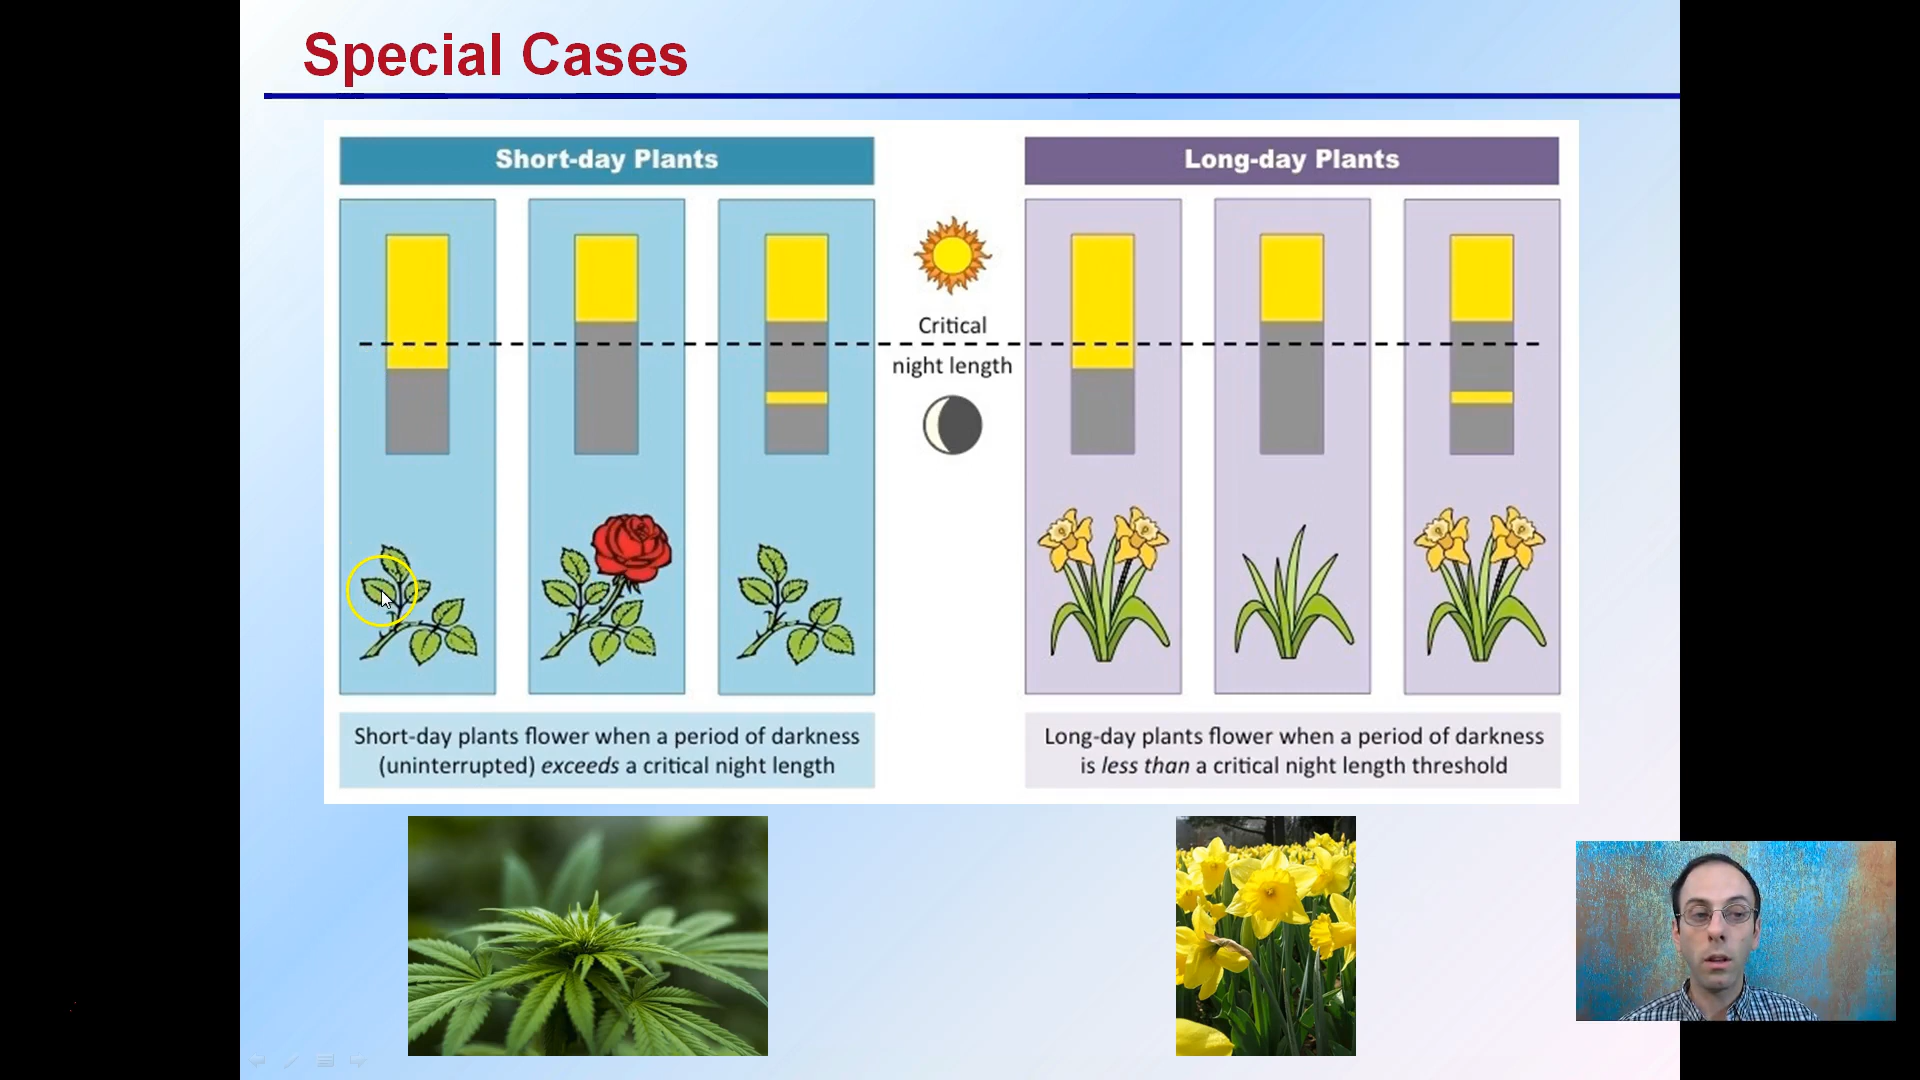 Special Cases
Short-day Plants
Long-day Plants
Critical
night length
Short-day plants flower when a period of darkness
(uninterrupted) exceeds a critical night length
Long-day plants flower when a period of darkness
is less than a critical night length threshold